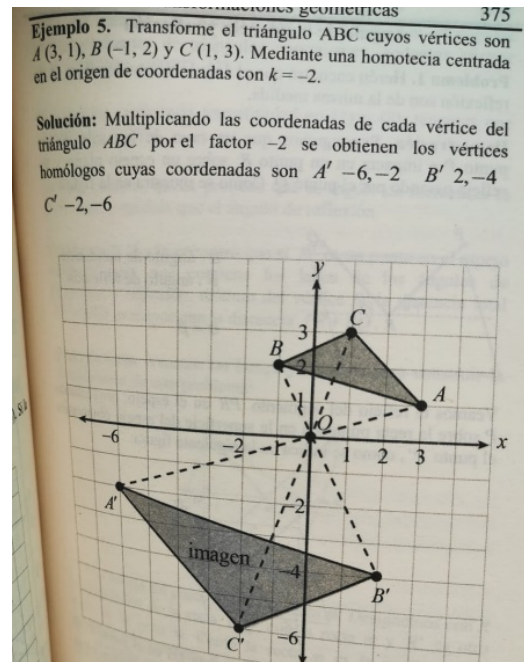 geométricas 375
Ejemplo 5. Transforme el triángulo ABC cuyos vértices son
A (3, 1), B (–1, 2) y C (1, 3). Mediante una homotecia centrada
en el origen de coordenadas con k = –2.
Solución: Multiplicando las coordenadas de cada vértice del
triángulo ABC por el factor –2 se obtienen los vértices
homólogos cuyas coordenadas son A′ –6,–2 B′ 2,–4
C′ –2,–6
y
C
3
B
2
A
1
O
–6 –2 –1 1 2 3 x
–2
A′
imagen
–4
B′
C′
–6